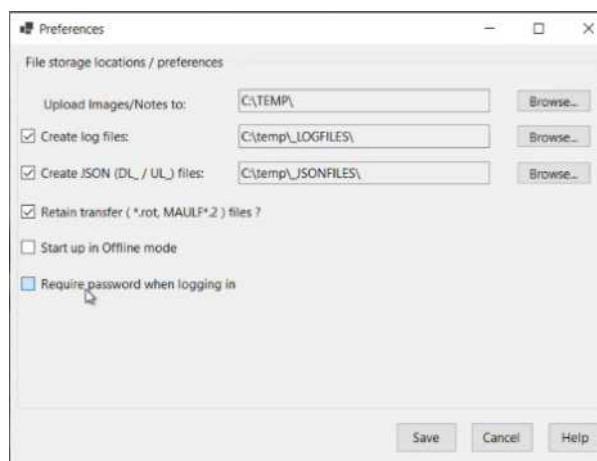 Preferences
File storage locations / preferences
Upload Images/Notes to: C:\TEMP\ Browse...
Create log files: C:\temp\_LOGFILES\ Browse...
Create JSON (DL_ / UL_) files: C:\temp\_JSONFILES\ Browse...
Retain transfer ( *.rot, MAULF*.2 ) files ?
Start up in Offline mode
Require password when logging in
Save Cancel Help